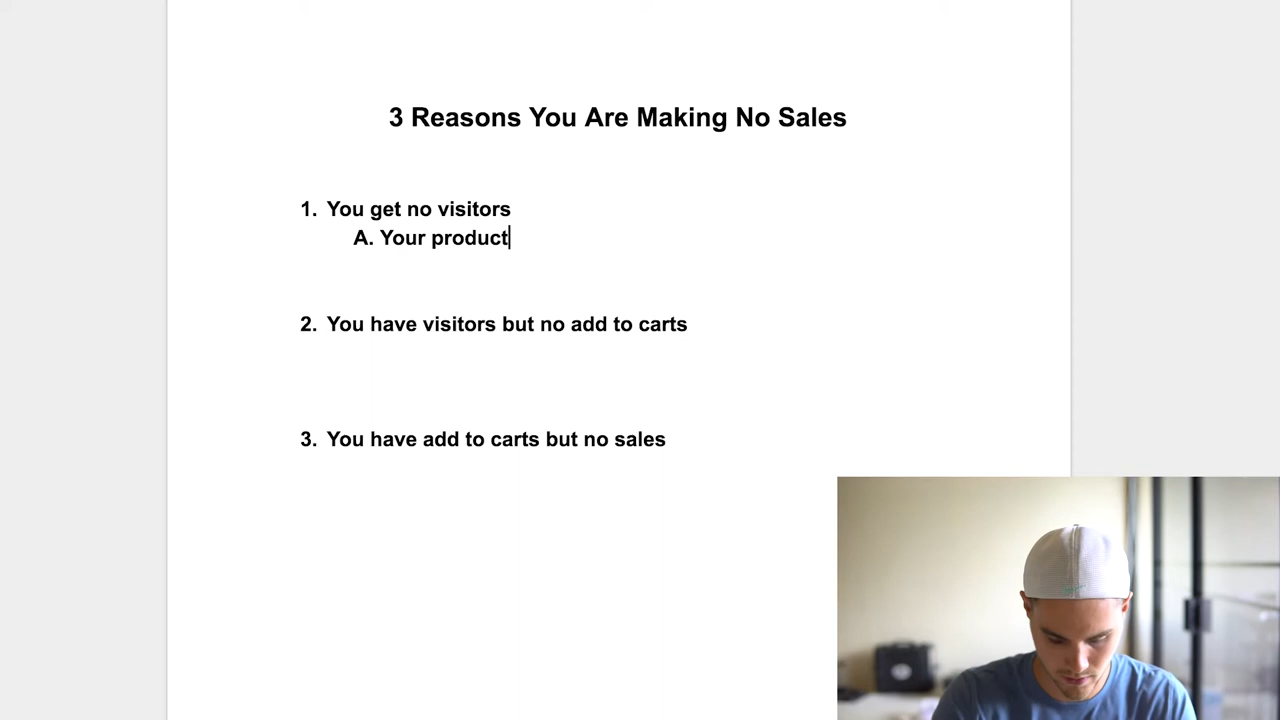 3 Reasons You Are Making No Sales
1. You get no visitors
A. Your product
2. You have visitors but no add to carts
3. You have add to carts but no sales